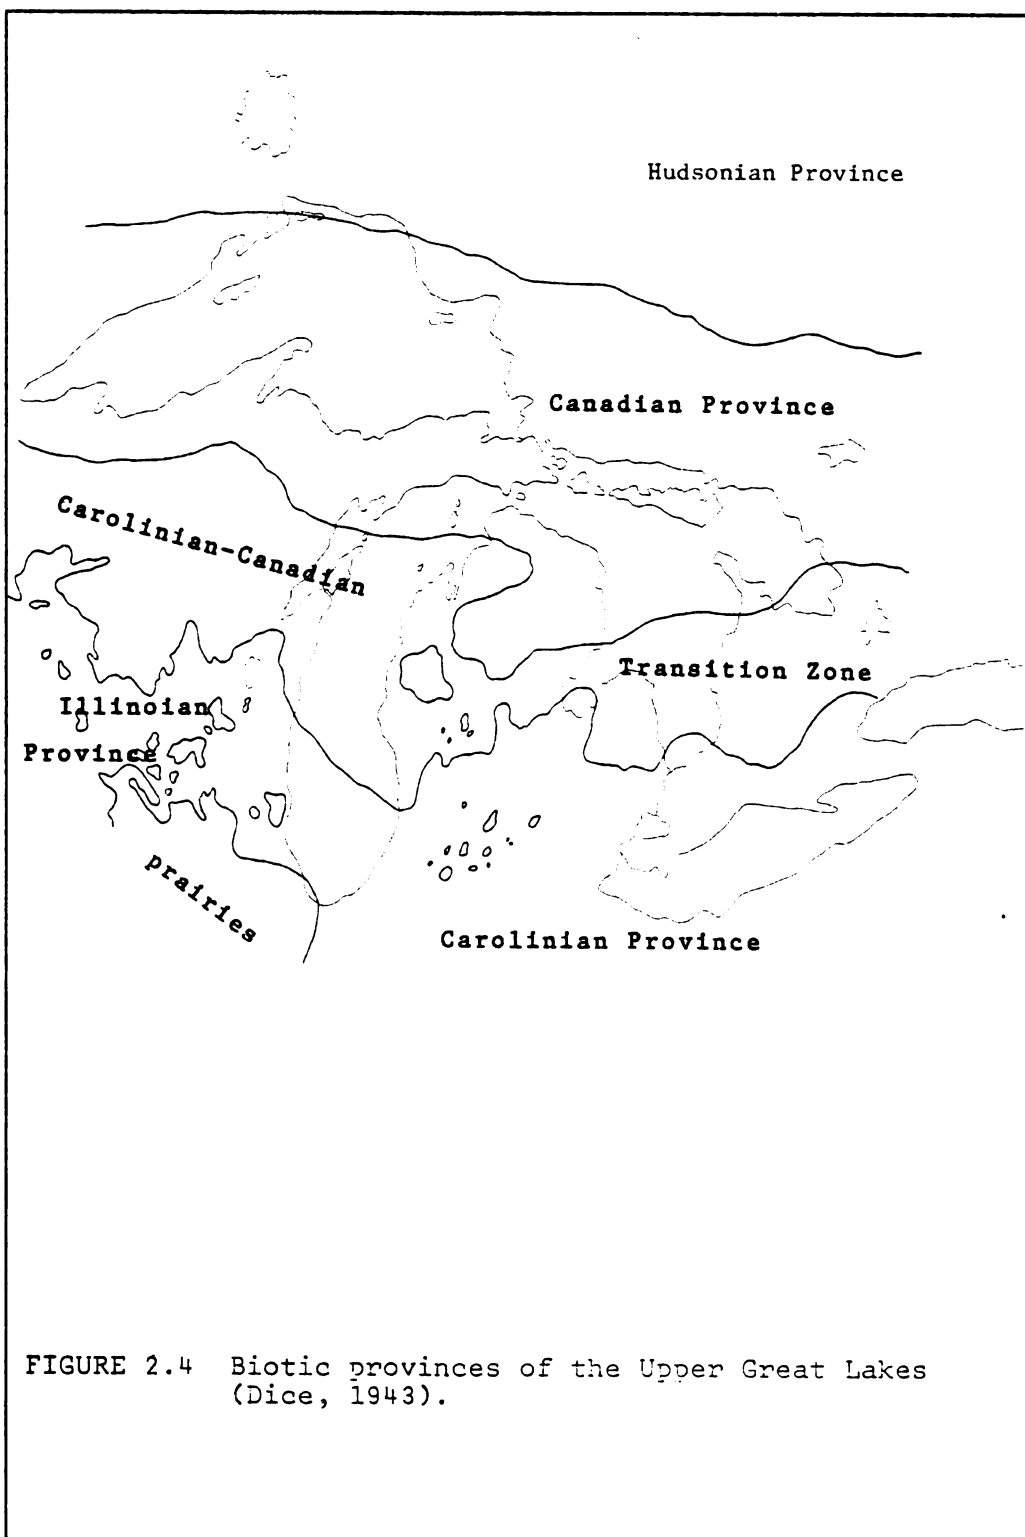 Hudsonian Province
Canadian Province
Carolinian-Canadian
Transition Zone
Illinoian
Province
prairies
Carolinian Province
FIGURE 2.4 Biotic provinces of the Upper Great Lakes
(Dice, 1943).